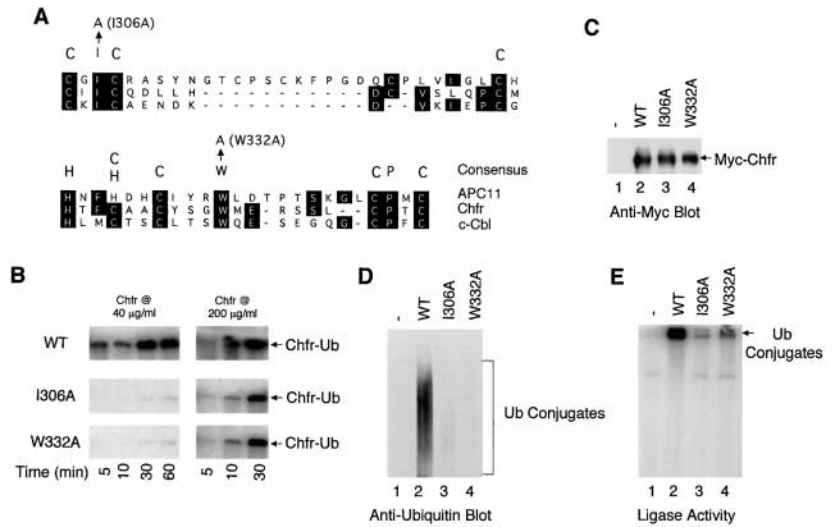 A
A (I306A)
C I C C
C G I C R A S Y N G T C P S C K F P G D Q C P L V I G L C H
C I I C Q D L L H - - - - - - - - - - D C - V S L Q P C M
C K I C A E N D K - - - - - - - - - - D - - V K I E P C G
A (W332A)
H C H C W C P C Consensus
H N F H D H C I Y R W L D T P T S K G L C P M C APC11
H T F C A A C Y S G W M E - R S S L - - C P T C Chfr
H L M C T S C L T S W Q E - S E G Q G - C P F C c-Cbl
B
Chfr @ 40 µg/ml
Chfr @ 200 µg/ml
WT
Chfr-Ub
I306A
Chfr-Ub
W332A
Chfr-Ub
Time (min) 5 10 30 60 5 10 30
C
- WT I306A W332A
Myc-Chfr
1 2 3 4
Anti-Myc Blot
D
- WT I306A W332A
Ub Conjugates
1 2 3 4
Anti-Ubiquitin Blot
E
- WT I306A W332A
Ub Conjugates
1 2 3 4
Ligase Activity